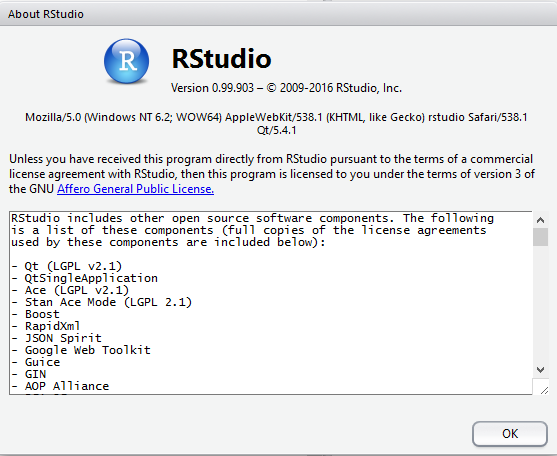 About RStudio
R
RStudio
Version 0.99.903 – © 2009-2016 RStudio, Inc.
Mozilla/5.0 (Windows NT 6.2; WOW64) AppleWebKit/538.1 (KHTML, like Gecko) rstudio Safari/538.1
Qt/5.4.1
Unless you have received this program directly from RStudio pursuant to the terms of a commercial
license agreement with RStudio, then this program is licensed to you under the terms of version 3 of
the GNU Affero General Public License.
RStudio includes other open source software components. The following
is a list of these components (full copies of the license agreements
used by these components are included below):
- Qt (LGPL v2.1)
- QtSingleApplication
- Ace (LGPL v2.1)
- Stan Ace Mode (LGPL 2.1)
- Boost
- RapidXml
- JSON Spirit
- Google Web Toolkit
- Guice
- GIN
- AOP Alliance
OK